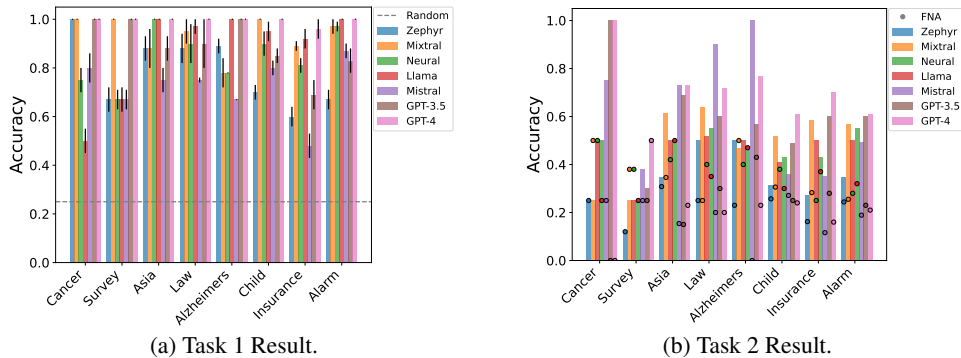 Accuracy
1.0
0.8
0.6
0.4
0.2
0.0
Cancer
Survey
Asia
Law
Alzheimers
Child
Insurance
Alarm
Random
Zephyr
Mixtral
Neural
Llama
Mistral
GPT-3.5
GPT-4
(a) Task 1 Result.
Accuracy
1.0
0.8
0.6
0.4
0.2
0.0
Cancer
Survey
Asia
Law
Alzheimers
Child
Insurance
Alarm
FNA
Zephyr
Mixtral
Neural
Llama
Mistral
GPT-3.5
GPT-4
(b) Task 2 Result.